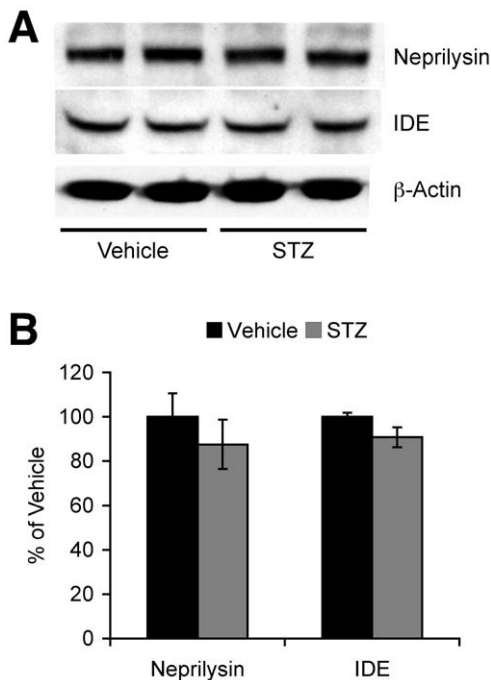 A
Neprilysin
IDE
β-Actin
Vehicle STZ
B
Vehicle STZ
120
100
80
60
40
20
0
% of Vehicle
Neprilysin IDE